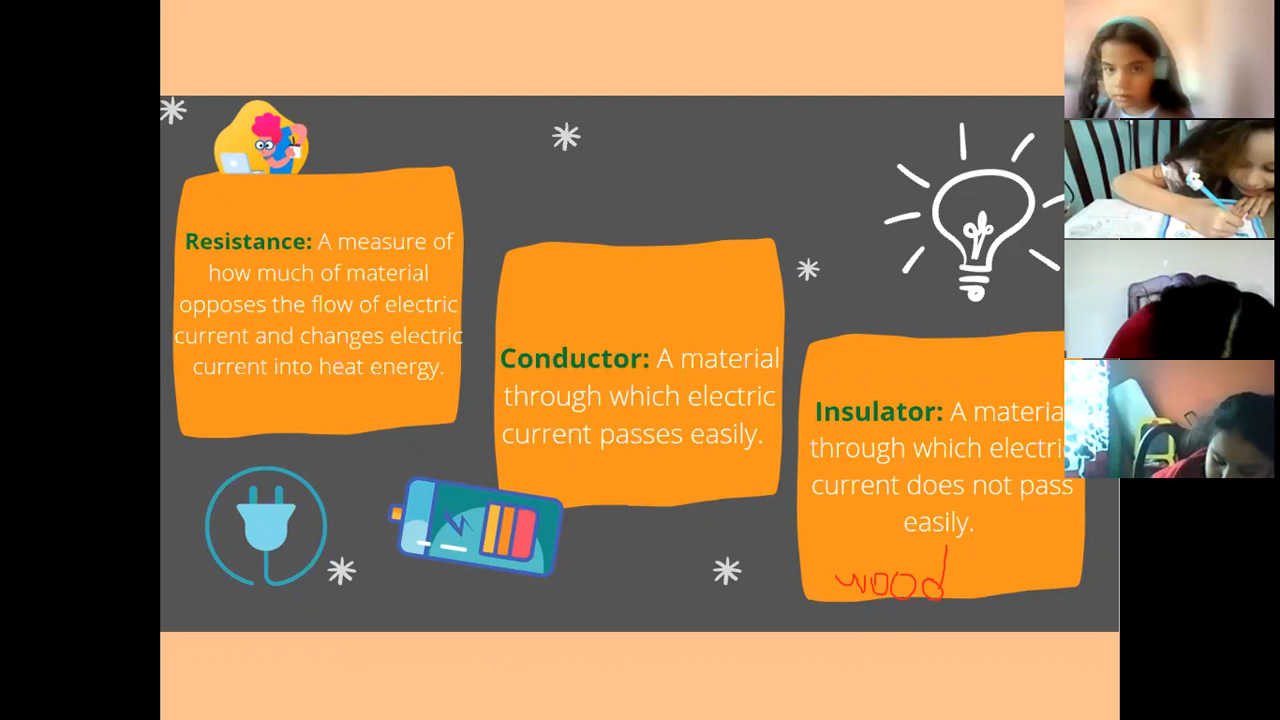 Resistance: A measure of
how much of material
opposes the flow of electric
current and changes electric
current into heat energy.
Conductor: A material
through which electric
current passes easily.
Insulator: A materia
through which electri
current does not pass
easily.
wood